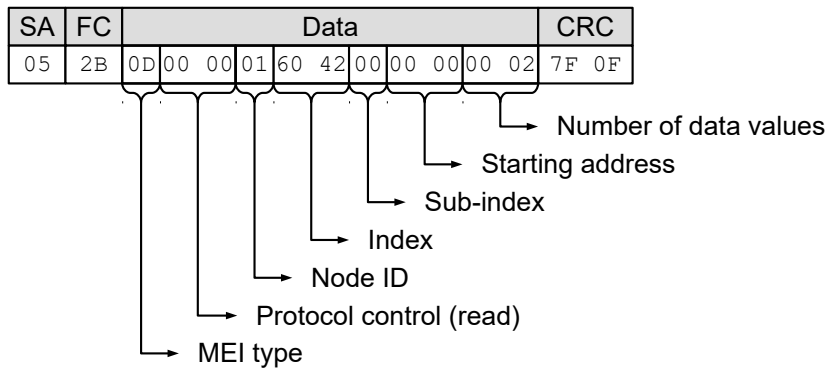 SA FC Data CRC
05 2B 0D 00 00 01 60 42 00 00 00 00 02 7F 0F
Number of data values
Starting address
Sub-index
Index
Node ID
Protocol control (read)
MEI type